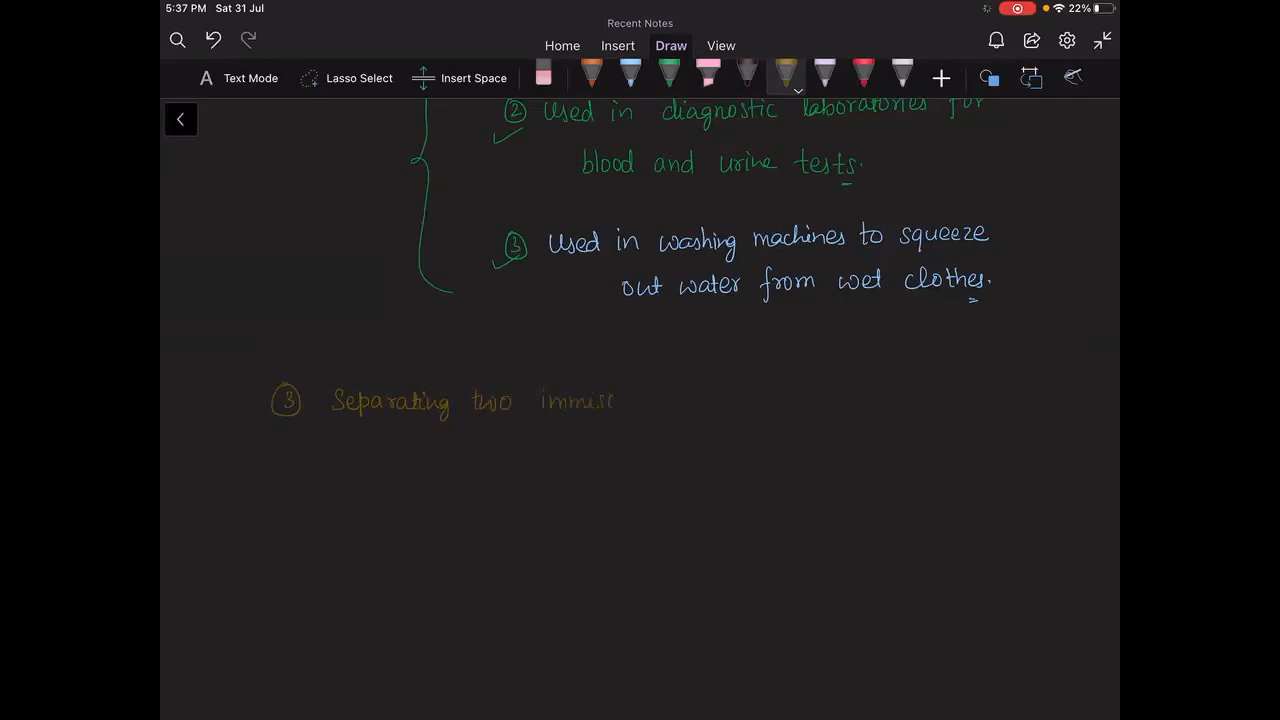 5:37 PM Sat 31 Jul
22%
Recent Notes
Home Insert Draw View
Text Mode Lasso Select Insert Space
② Used in diagnostic laboratories for
blood and urine tests.
③ Used in washing machines to squeeze
out water from wet clothes.
③ Separating two immisc